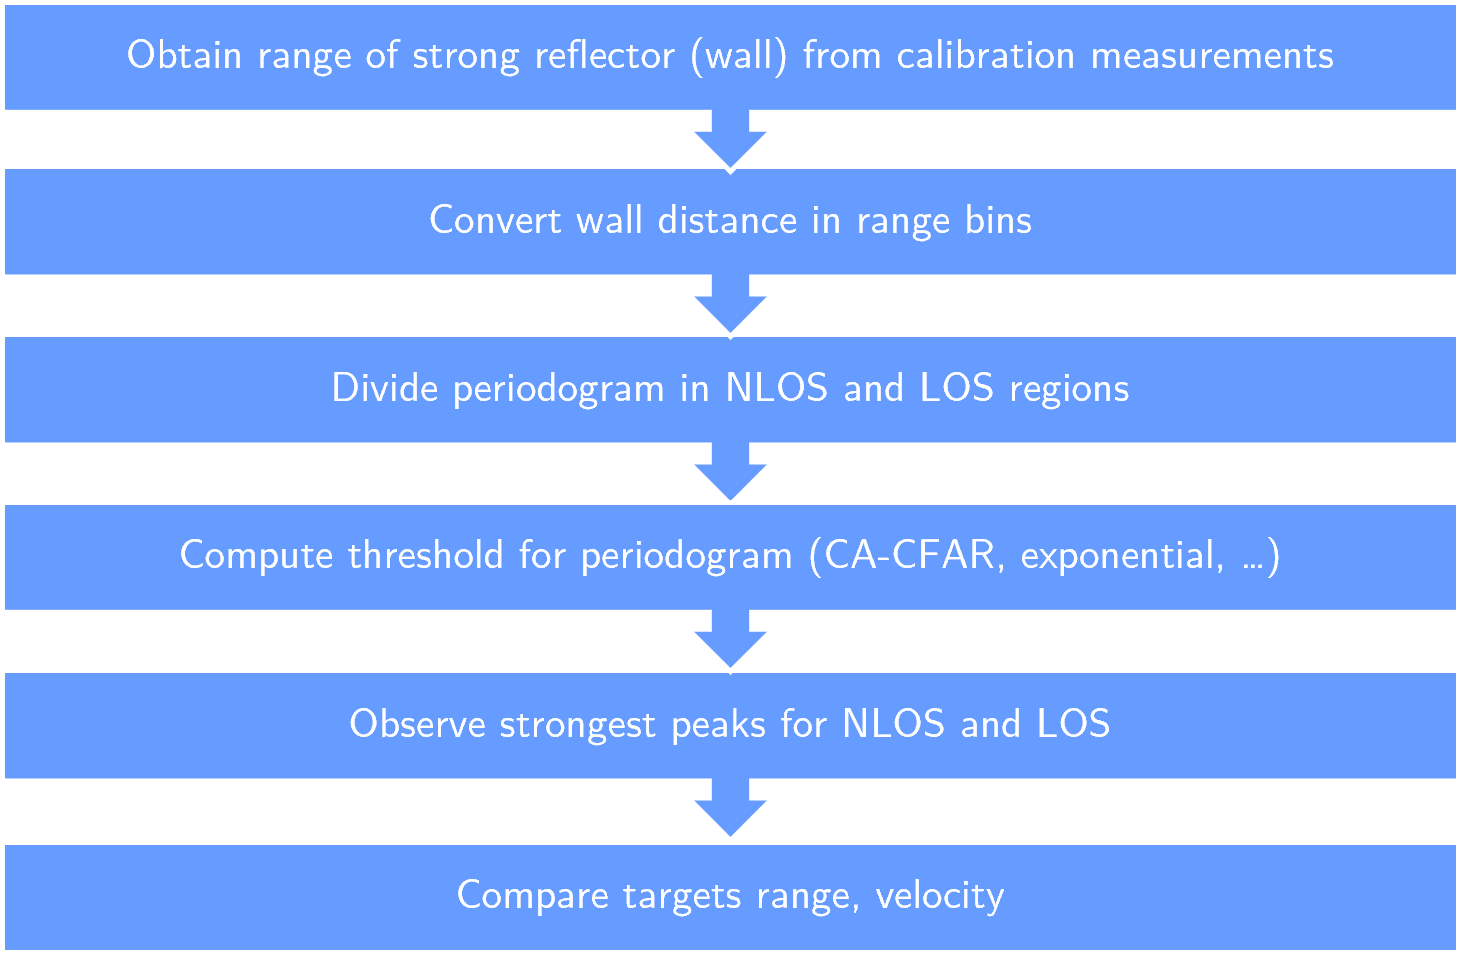 Obtain range of strong reflector (wall) from calibration measurements
Convert wall distance in range bins
Divide periodogram in NLOS and LOS regions
Compute threshold for periodogram (CA-CFAR, exponential, ...)
Observe strongest peaks for NLOS and LOS
Compare targets range, velocity